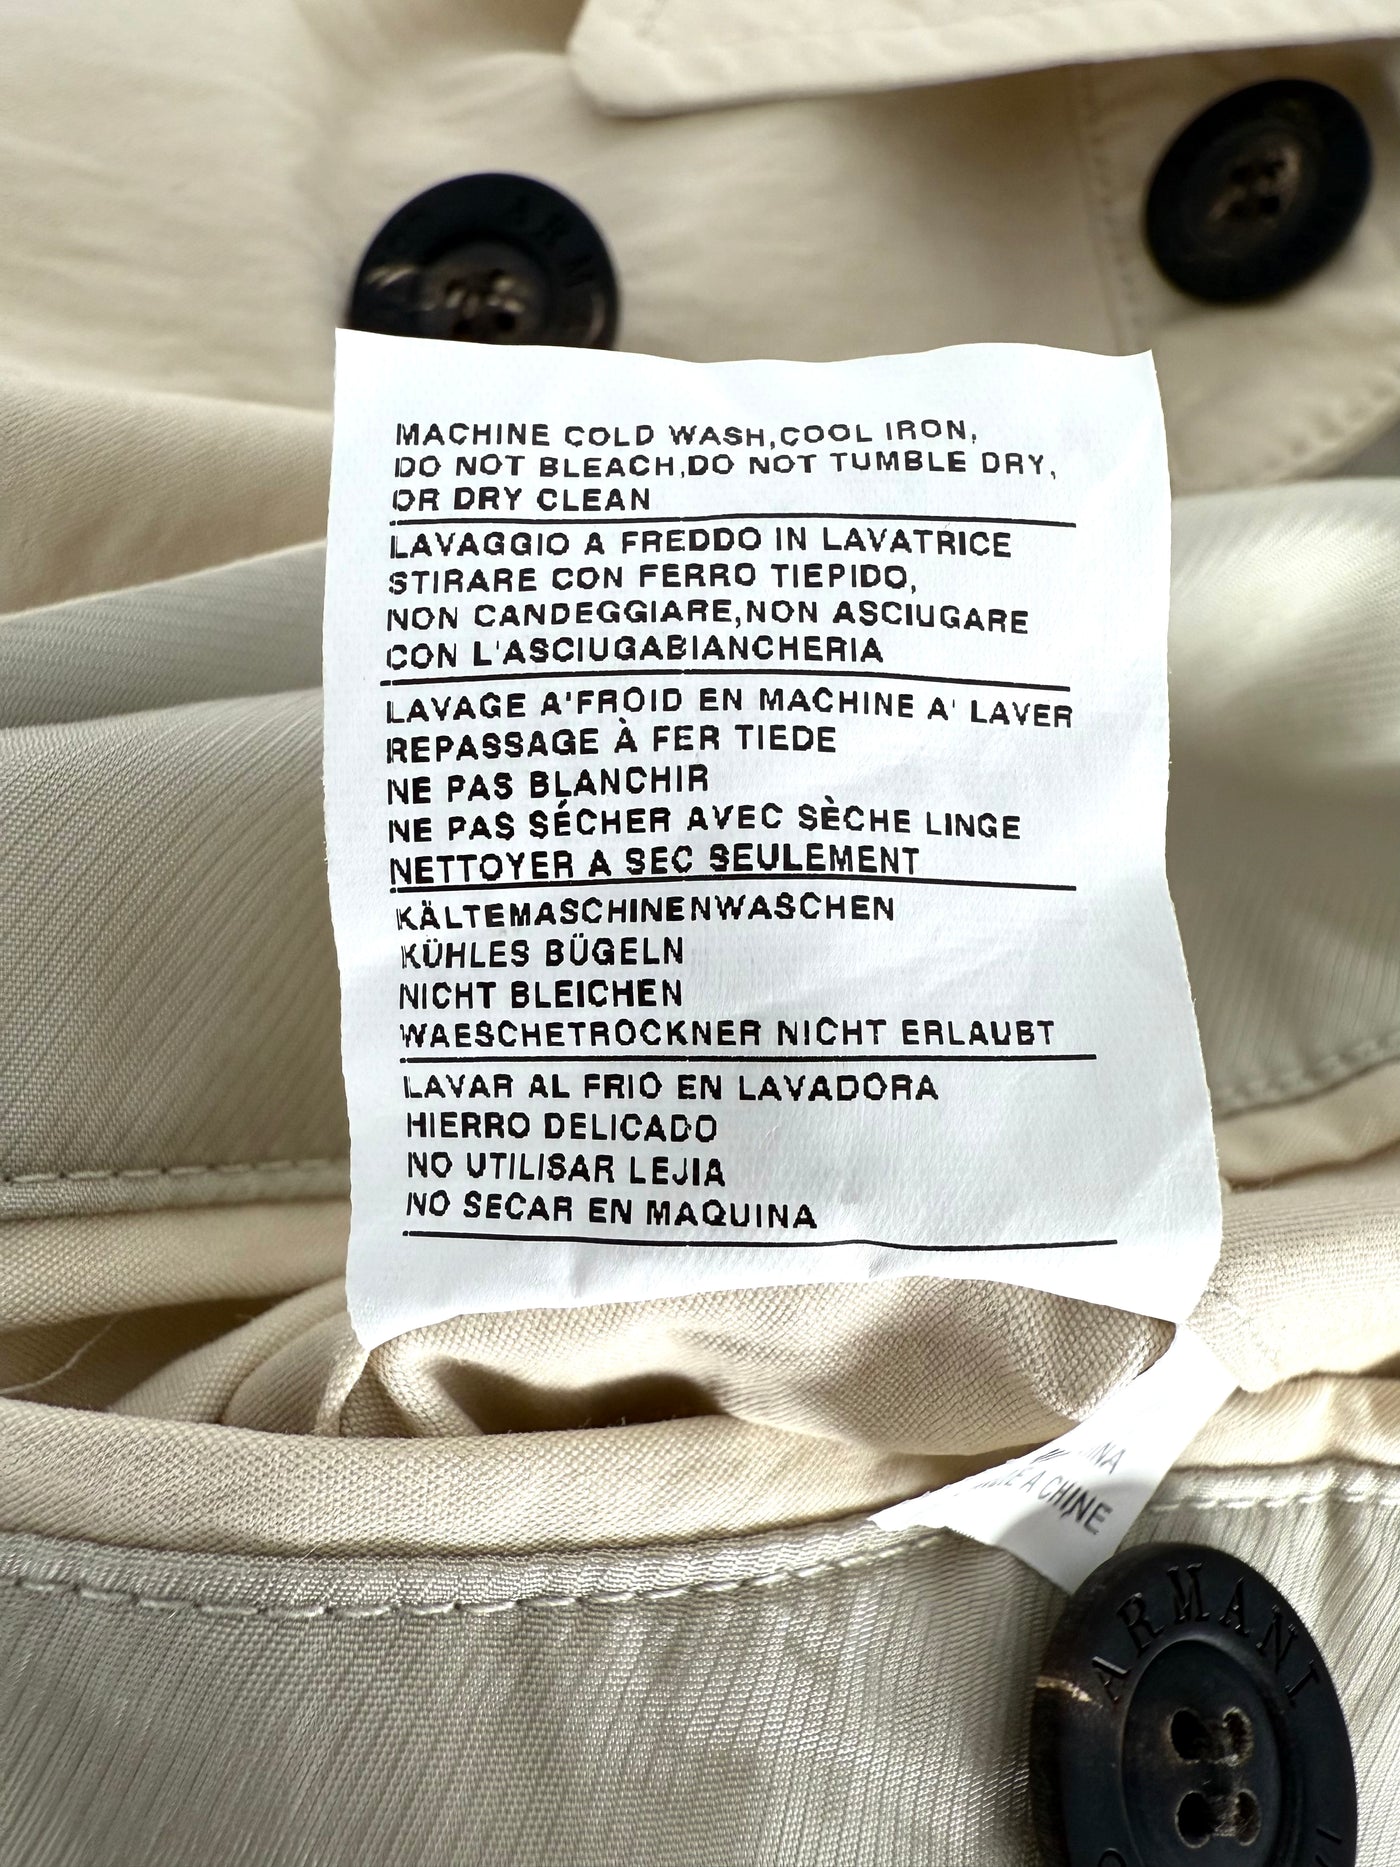 ARM
MACHINE COLD WASH,COOL IRON,
DO NOT BLEACH,DO NOT TUMBLE DRY,
OR DRY CLEAN
LAVAGGIO A FREDDO IN LAVATRICE
STIRARE CON FERRO TIEPIDO,
NON CANDEGGIARE,NON ASCIUGARE
CON L'ASCIUGABIANCHERIA
LAVAGE A'FROID EN MACHINE A' LAVER
REPASSAGE À FER TIEDE
NE PAS BLANCHIR
NE PAS SÉCHER AVEC SÈCHE LINGE
NETTOYER A SEC SEULEMENT
KÄLTEMASCHINENWASCHEN
KÜHLES BÜGELN
NICHT BLEICHEN
WAESCHETROCKNER NICHT ERLAUBT
LAVAR AL FRIO EN LAVADORA
HIERRO DELICADO
NO UTILISAR LEJIA
NO SECAR EN MAQUINA
A CHINE
ARMANI